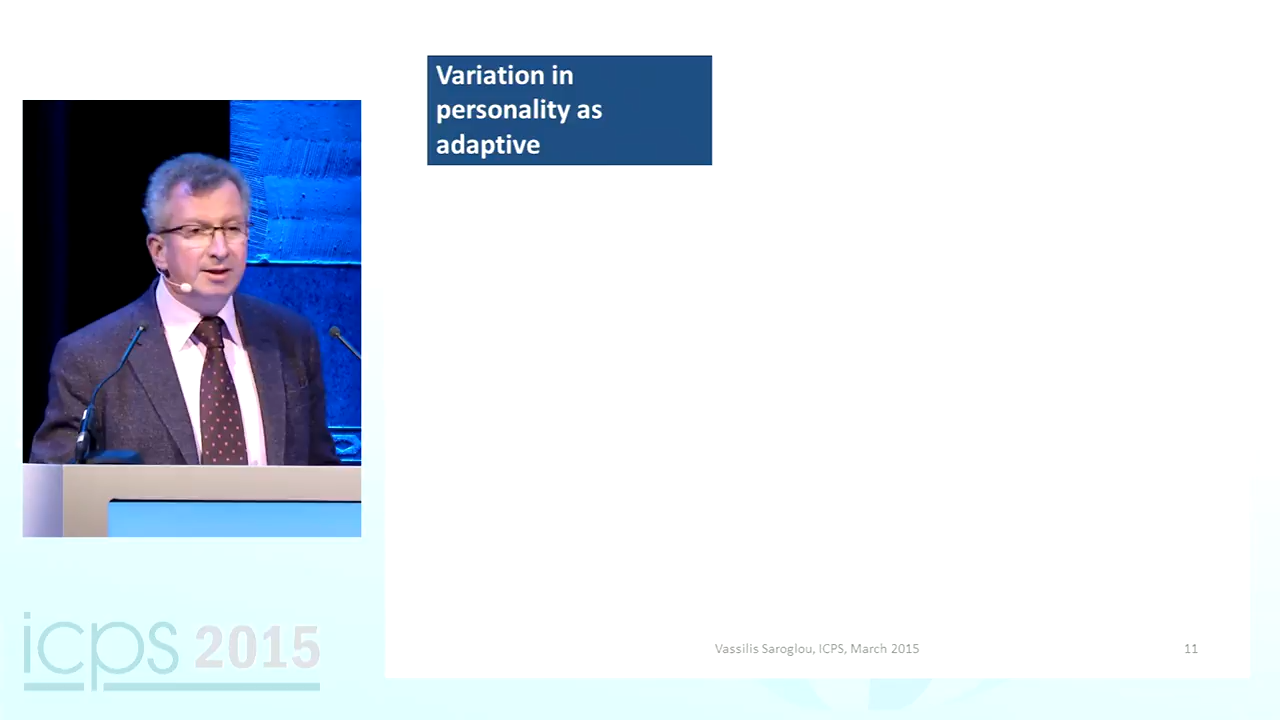 Variation in
personality as
adaptive
Vassilis Saroglou, ICPS, March 2015
11
icps 2015